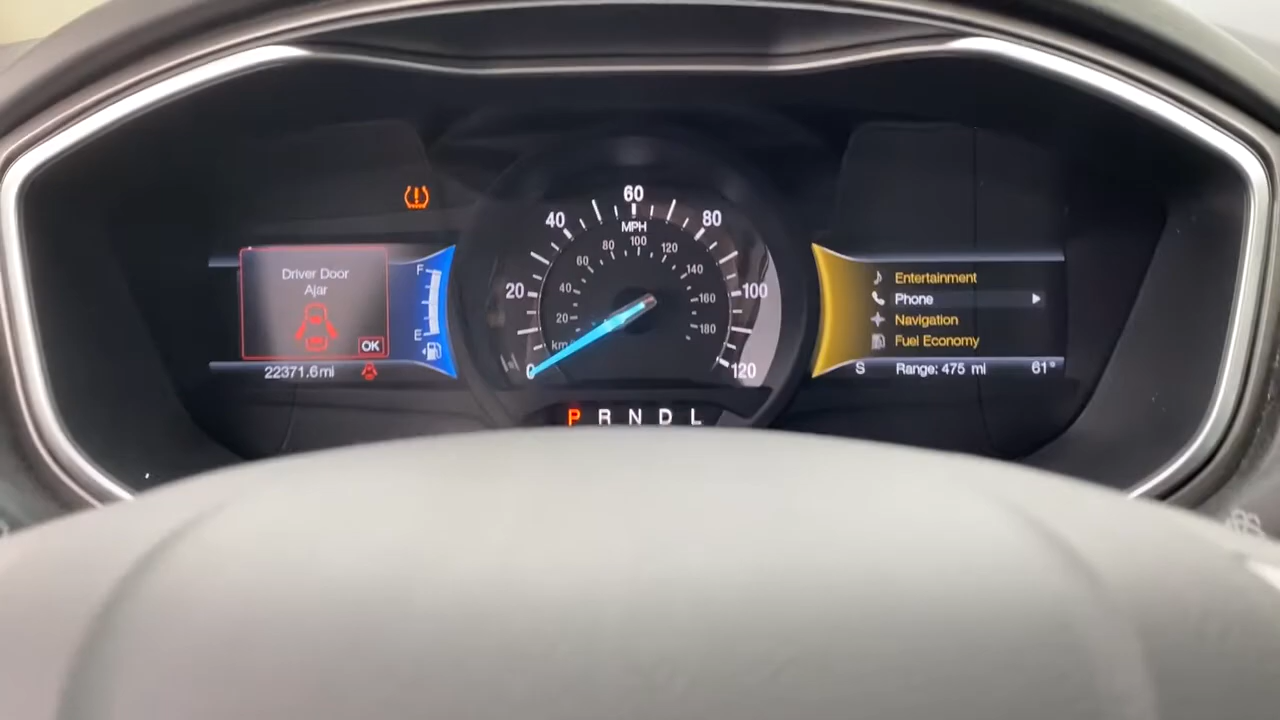 Driver Door
Ajar
OK
F
E
22371.6mi
0
20
40
60
80
100
120
MPH
km/h
20
40
60
80
100
120
140
160
180
P R N D L
Entertainment
Phone
Navigation
Fuel Economy
S Range: 475 mi 61°